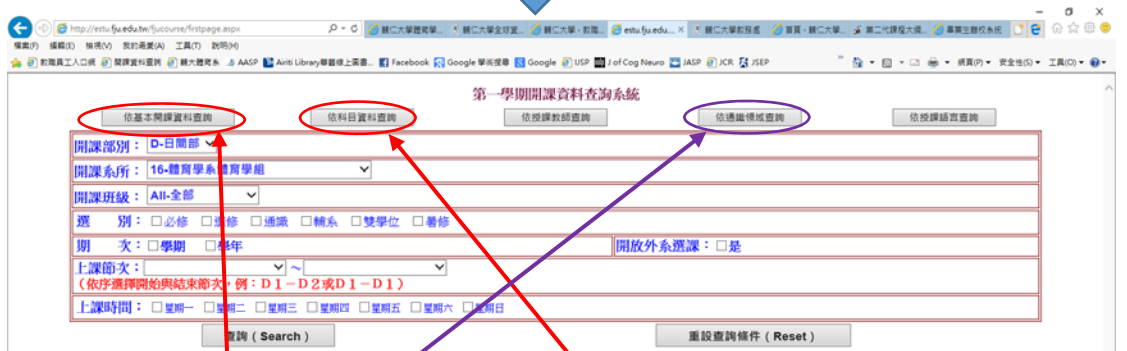 http://estu.fju.edu.tw/fjucourse/firstpage.aspx
輔仁大學體育學...
輔仁大學全球資...
輔仁大學 - 教職...
estu.fju.edu....
輔仁大學教務處
首頁 - 輔仁大學...
第二代課程大綱...
畢業生離校系統
檔案(F) 編輯(E) 檢視(V) 我的最愛(A) 工具(T) 說明(H)
教職員工人口網 開課資料查詢 輔大體育系 AASP Airiti Library華藝線上圖書... Facebook Google 學術搜尋 Google USP J of Cog Neuro JASP JCR JSEP 網頁(P) 安全性(S) 工具(O)
第一學期開課資料查詢系統
依基本開課資料查詢 依科目資料查詢 依授課教師查詢 依通識領域查詢 依授課語言查詢
開課部別： D-日間部
開課系所： 16-體育學系體育學組
開課班級： All-全部
選 別： 必修 選修 通識 輔系 雙學位 暑修
期 次： 學期 學年 開放外系選課： 是
上課節次： ～
（依序選擇開始與結束節次，例：D1－D2或D1－D1）
上課時間： 星期一 星期二 星期三 星期四 星期五 星期六 星期日
查詢（Search） 重設查詢條件（Reset）